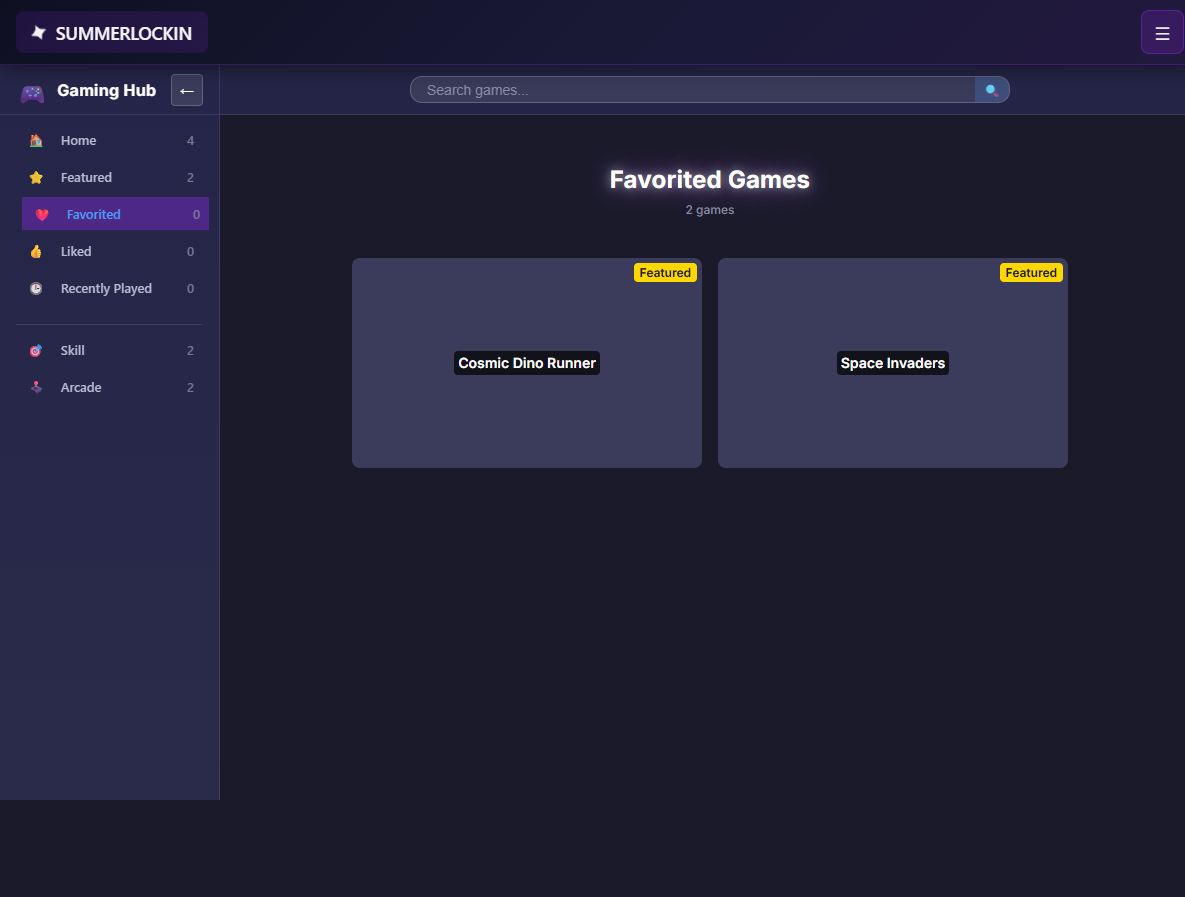 SUMMERLOCKIN
☰
Gaming Hub
←
Search games...
Home 4
Featured 2
Favorited 0
Liked 0
Recently Played 0
Skill 2
Arcade 2
Favorited Games
2 games
Featured
Cosmic Dino Runner
Featured
Space Invaders